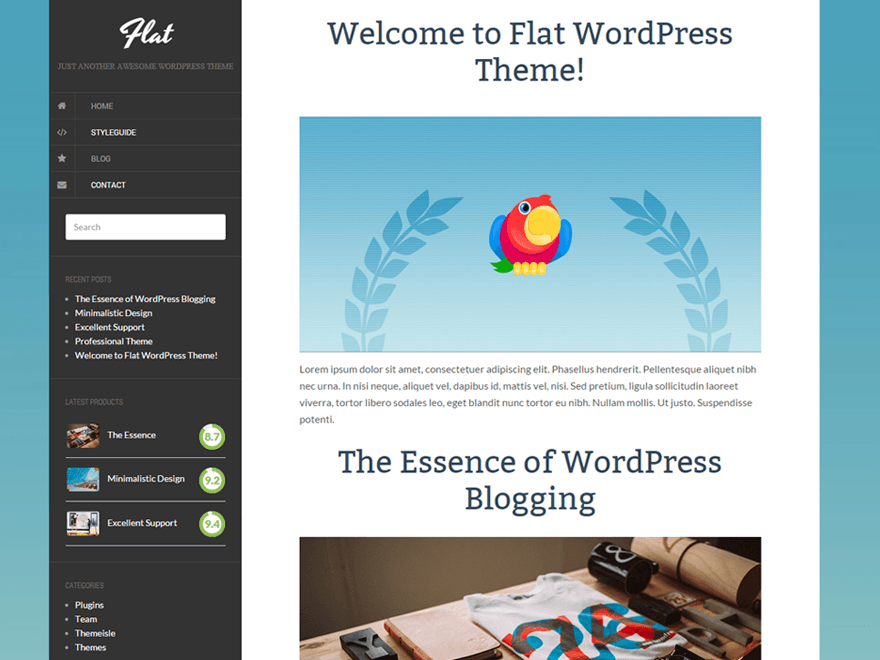 Flat
JUST ANOTHER AWESOME WORDPRESS THEME
HOME
STYLEGUIDE
BLOG
CONTACT
Search
RECENT POSTS
The Essence of WordPress Blogging
Minimalistic Design
Excellent Support
Professional Theme
Welcome to Flat WordPress Theme!
LATEST PRODUCTS
The Essence 8.7
Minimalistic Design 9.2
Excellent Support 9.4
CATEGORIES
Plugins
Team
Themeisle
Themes
Welcome to Flat WordPress
Theme!
Lorem ipsum dolor sit amet, consectetuer adipiscing elit. Phasellus hendrerit. Pellentesque aliquet nibh
nec urna. In nisi neque, aliquet vel, dapibus id, mattis vel, nisi. Sed pretium, ligula sollicitudin laoreet
viverra, tortor libero sodales leo, eget blandit nunc tortor eu nibh. Nullam mollis. Ut justo. Suspendisse
potenti.
The Essence of WordPress
Blogging